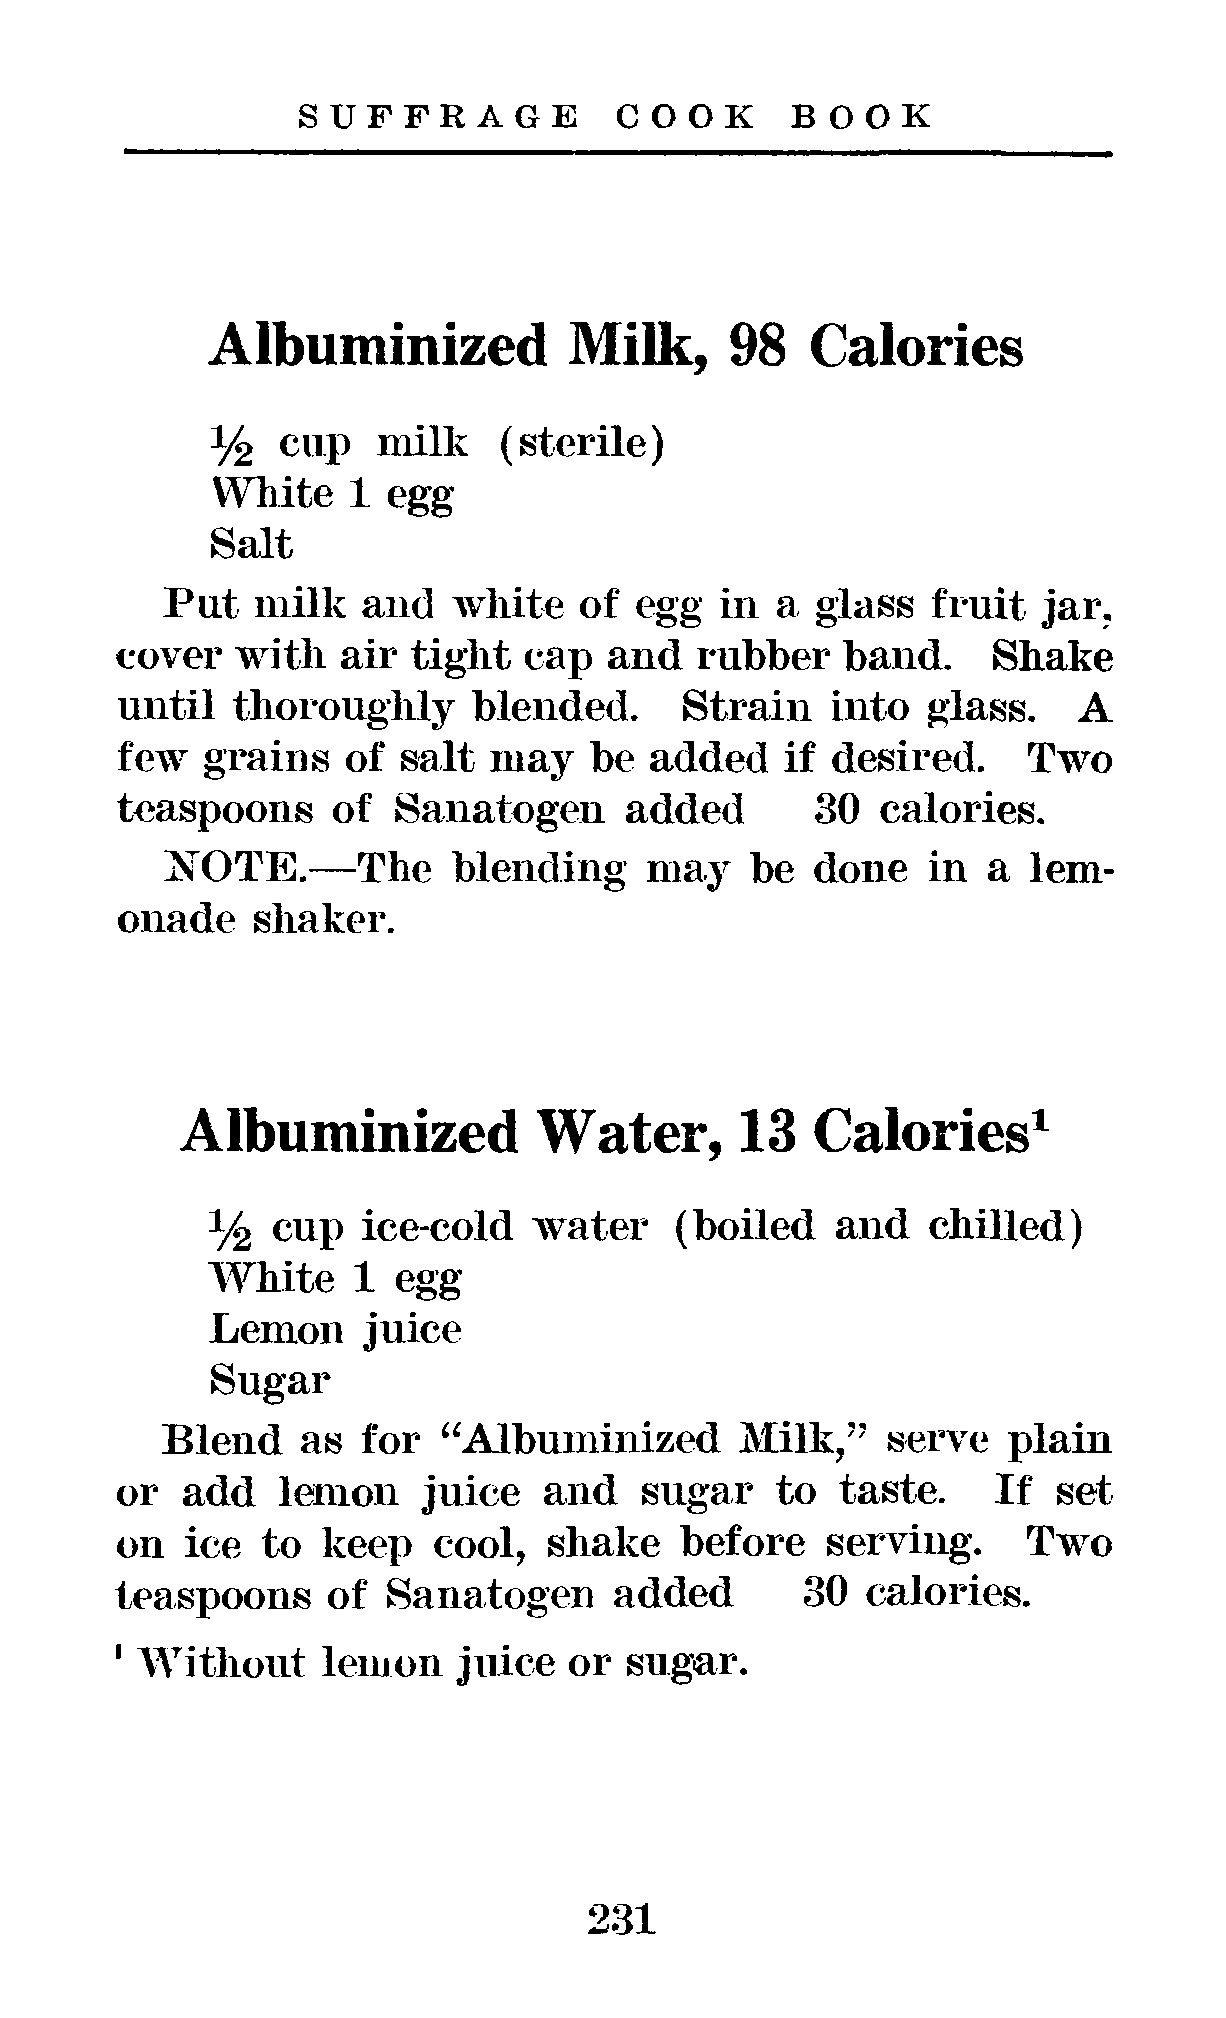 SUFFRAGE COOK BOOK
Albuminized Milk, 98 Calories
½ cup milk (sterile)
White 1 egg
Salt
Put milk and white of egg in a glass fruit jar,
cover with air tight cap and rubber band. Shake
until thoroughly blended. Strain into glass. A
few grains of salt may be added if desired. Two
teaspoons of Sanatogen added 30 calories.
NOTE.—The blending may be done in a lem-
onade shaker.
Albuminized Water, 13 Calories¹
½ cup ice-cold water (boiled and chilled)
White 1 egg
Lemon juice
Sugar
Blend as for “Albuminized Milk,” serve plain
or add lemon juice and sugar to taste. If set
on ice to keep cool, shake before serving. Two
teaspoons of Sanatogen added 30 calories.
¹ Without lemon juice or sugar.
231